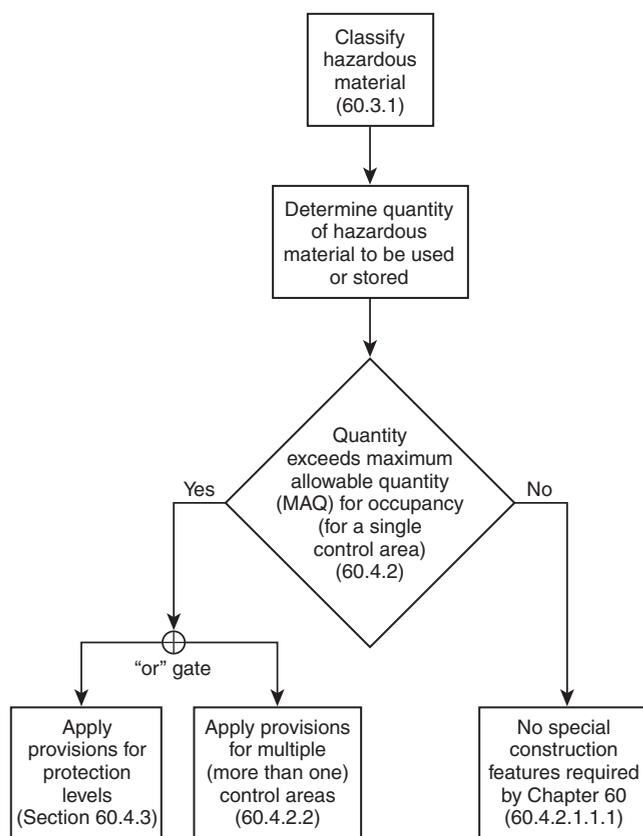 Classify
hazardous
material
(60.3.1)
Determine quantity
of hazardous
material to be used
or stored
Quantity
exceeds maximum
allowable quantity
(MAQ) for occupancy
(for a single
control area)
(60.4.2)
Yes
No
“or” gate
Apply
provisions for
protection
levels
(Section 60.4.3)
Apply provisions
for multiple
(more than one)
control areas
(60.4.2.2)
No special
construction
features required
by Chapter 60
(60.4.2.1.1.1)